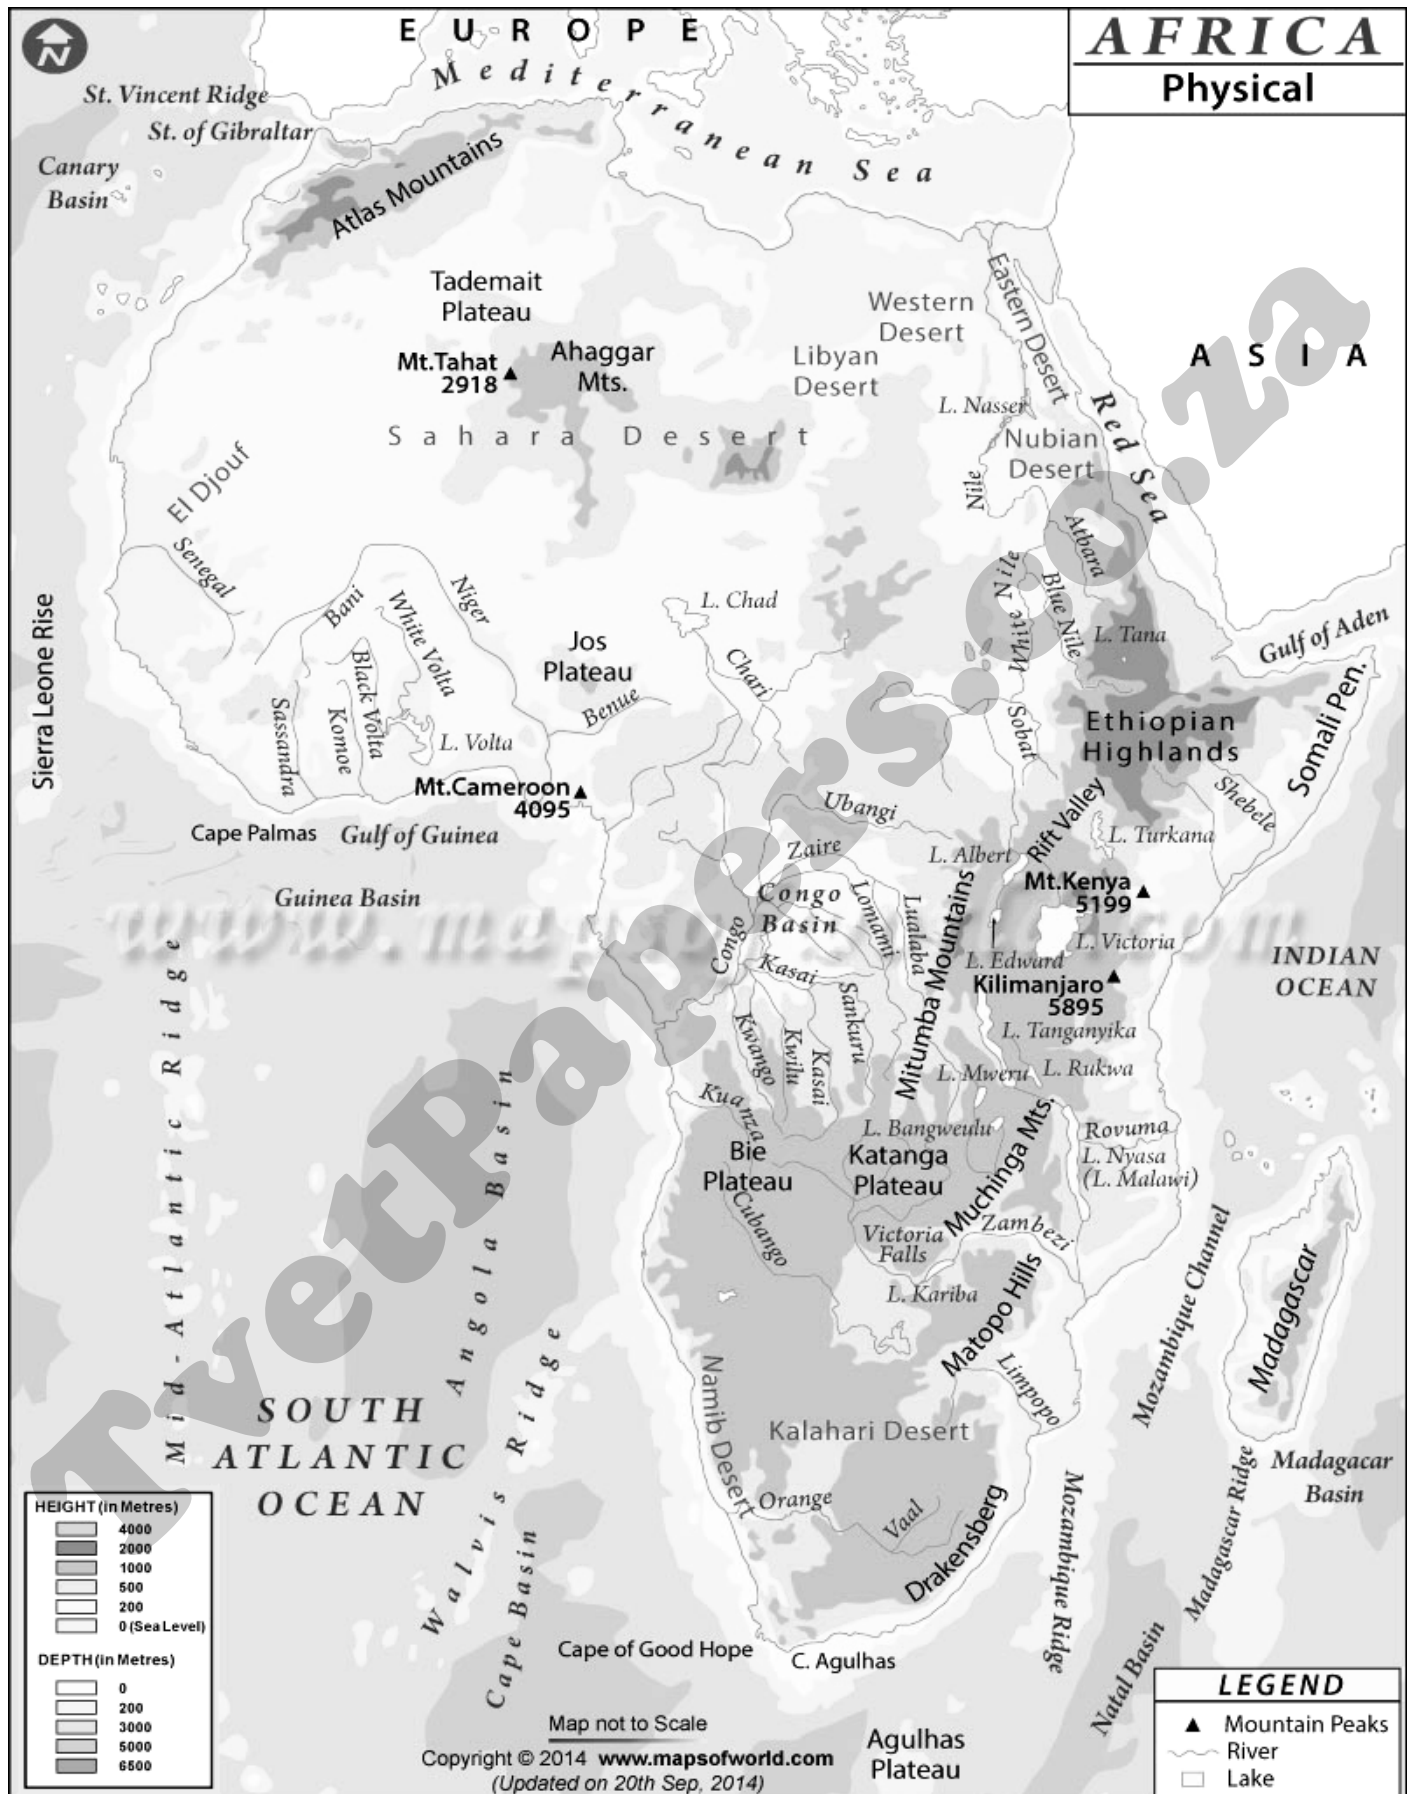 EUROPE
AFRICA
Physical
N
Mediterranean Sea
St. Vincent Ridge
St. of Gibraltar
Canary
Basin
Atlas Mountains
Tademait
Plateau
Mt.Tahat
2918
Ahaggar
Mts.
Western
Desert
Libyan
Desert
Eastern Desert
ASIA
L. Nasser
Red Sea
Sahara Desert
Nubian
Desert
El Djouf
Nile
Atbara
Senegal
Bani
White Volta
Niger
L. Chad
White Nile
Blue Nile
L. Tana
Gulf of Aden
Sierra Leone Rise
Jos
Plateau
Black Volta
Chari
Benue
Somali Pen.
Sassandra
Komoe
L. Volta
Sobat
Ethiopian
Highlands
Mt.Cameroon
4095
Shebele
Ubangi
Rift Valley
Cape Palmas
Gulf of Guinea
L. Turkana
Zaire
L. Albert
Guinea Basin
Congo
Basin
Lomami
Lualaba
Mitumba Mountains
Mt.Kenya
5199
www.mapsofworld.com
Congo
L. Victoria
Kasai
L. Edward
INDIAN
OCEAN
Kilimanjaro
5895
Mid-Atlantic Ridge
Kwango
Kwilu
Kasai
Sankuru
L. Tanganyika
L. Mweru
L. Rukwa
Angola Basin
Kuanza
L. Bangweulu
Muchinga Mts.
Rovuma
Bie
Plateau
Katanga
Plateau
L. Nyasa
(L. Malawi)
Cubango
Victoria
Falls
Zambezi
L. Kariba
Mozambique Channel
Madagascar
Matopo Hills
Walvis Ridge
Namib Desert
Limpopo
SOUTH
ATLANTIC
OCEAN
Kalahari Desert
Madagacar
Basin
Orange
Vaal
Drakensberg
Mozambique Ridge
Madagascar Ridge
Cape Basin
Natal Basin
HEIGHT (in Metres)
4000
2000
1000
500
200
0 (Sea Level)
DEPTH (in Metres)
0
200
3000
5000
6500
Cape of Good Hope
C. Agulhas
Map not to Scale
Copyright © 2014 www.mapsofworld.com
(Updated on 20th Sep, 2014)
Agulhas
Plateau
LEGEND
Mountain Peaks
River
Lake
TvetPapers.co.za